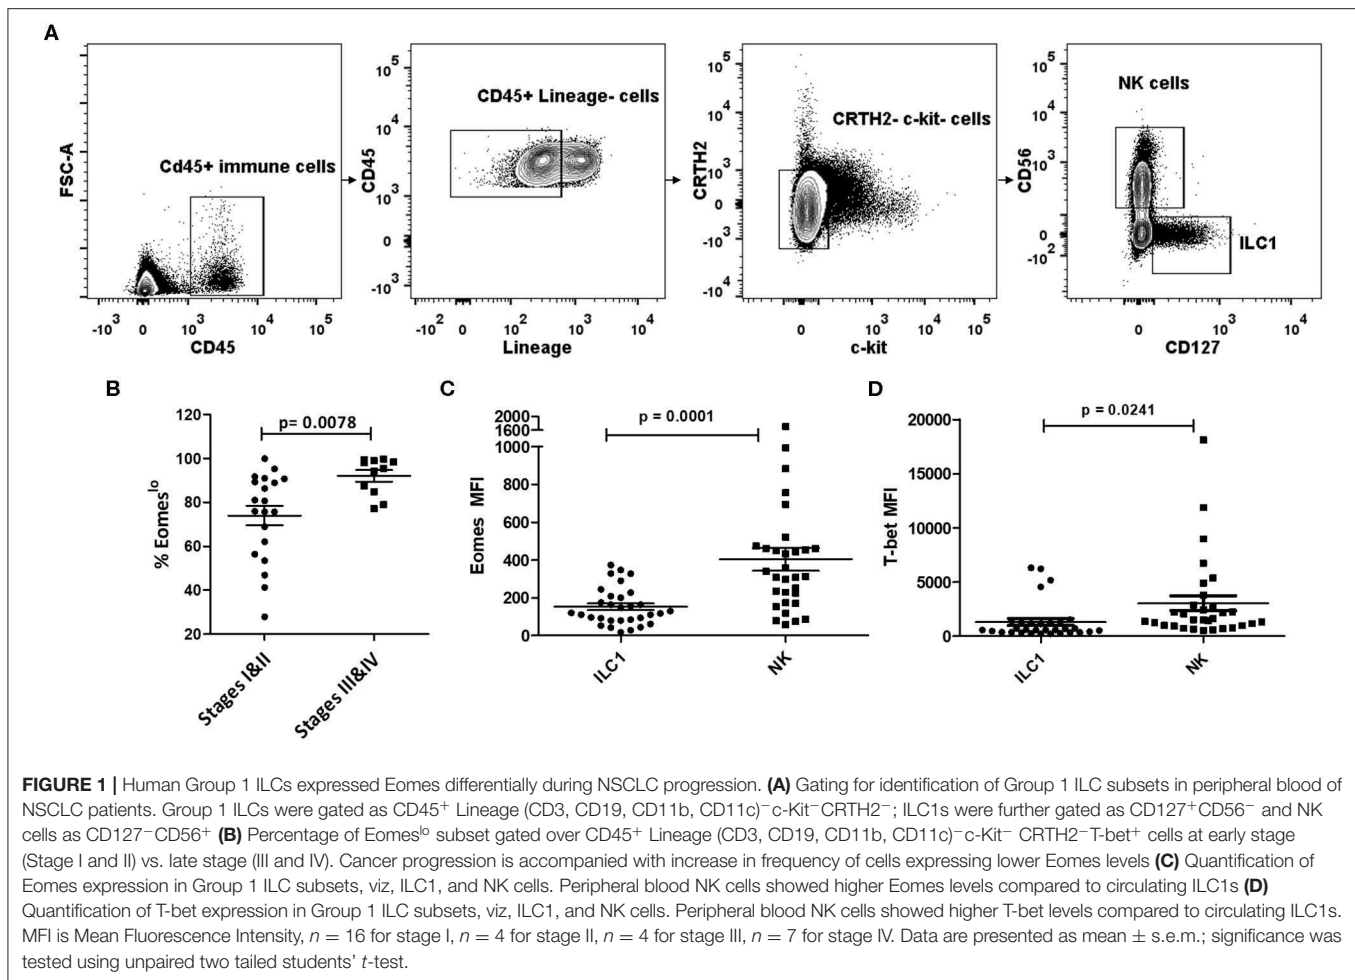 A
FSC-A
10⁵
10⁴
10³
0
Cd45+ immune cells
-10³ 0 10³ 10⁴ 10⁵
CD45
CD45
10⁵
10⁴
10³
0
-10³
CD45+ Lineage- cells
-10² 0 10² 10³ 10⁵
Lineage
CRTH2
10⁵
10⁴
10³
0
-10³
-10⁴
CRTH2- c-kit- cells
0 10³ 10⁴ 10⁵
c-kit
CD56
10⁵
10⁴
10³
0
-10²
NK cells
ILC1
0 10³ 10⁴
CD127
B
% Eomesˡᵒ
120
100
80
60
40
20
p= 0.0078
Stages I&II
Stages III&IV
C
Eomes MFI
2000
1600
1000
800
600
400
200
0
p = 0.0001
ILC1
NK
D
T-bet MFI
20000
15000
10000
5000
0
p = 0.0241
ILC1
NK
FIGURE 1 | Human Group 1 ILCs expressed Eomes differentially during NSCLC progression. (A) Gating for identification of Group 1 ILC subsets in peripheral blood of
NSCLC patients. Group 1 ILCs were gated as CD45⁺ Lineage (CD3, CD19, CD11b, CD11c)⁻c-Kit⁻CRTH2⁻; ILC1s were further gated as CD127⁺CD56⁻ and NK
cells as CD127⁻CD56⁺ (B) Percentage of Eomesˡᵒ subset gated over CD45⁺ Lineage (CD3, CD19, CD11b, CD11c)⁻c-Kit⁻ CRTH2⁻T-bet⁺ cells at early stage
(Stage I and II) vs. late stage (III and IV). Cancer progression is accompanied with increase in frequency of cells expressing lower Eomes levels (C) Quantification of
Eomes expression in Group 1 ILC subsets, viz, ILC1, and NK cells. Peripheral blood NK cells showed higher Eomes levels compared to circulating ILC1s (D)
Quantification of T-bet expression in Group 1 ILC subsets, viz, ILC1, and NK cells. Peripheral blood NK cells showed higher T-bet levels compared to circulating ILC1s.
MFI is Mean Fluorescence Intensity, n = 16 for stage I, n = 4 for stage II, n = 4 for stage III, n = 7 for stage IV. Data are presented as mean ± s.e.m.; significance was
tested using unpaired two tailed students' t-test.